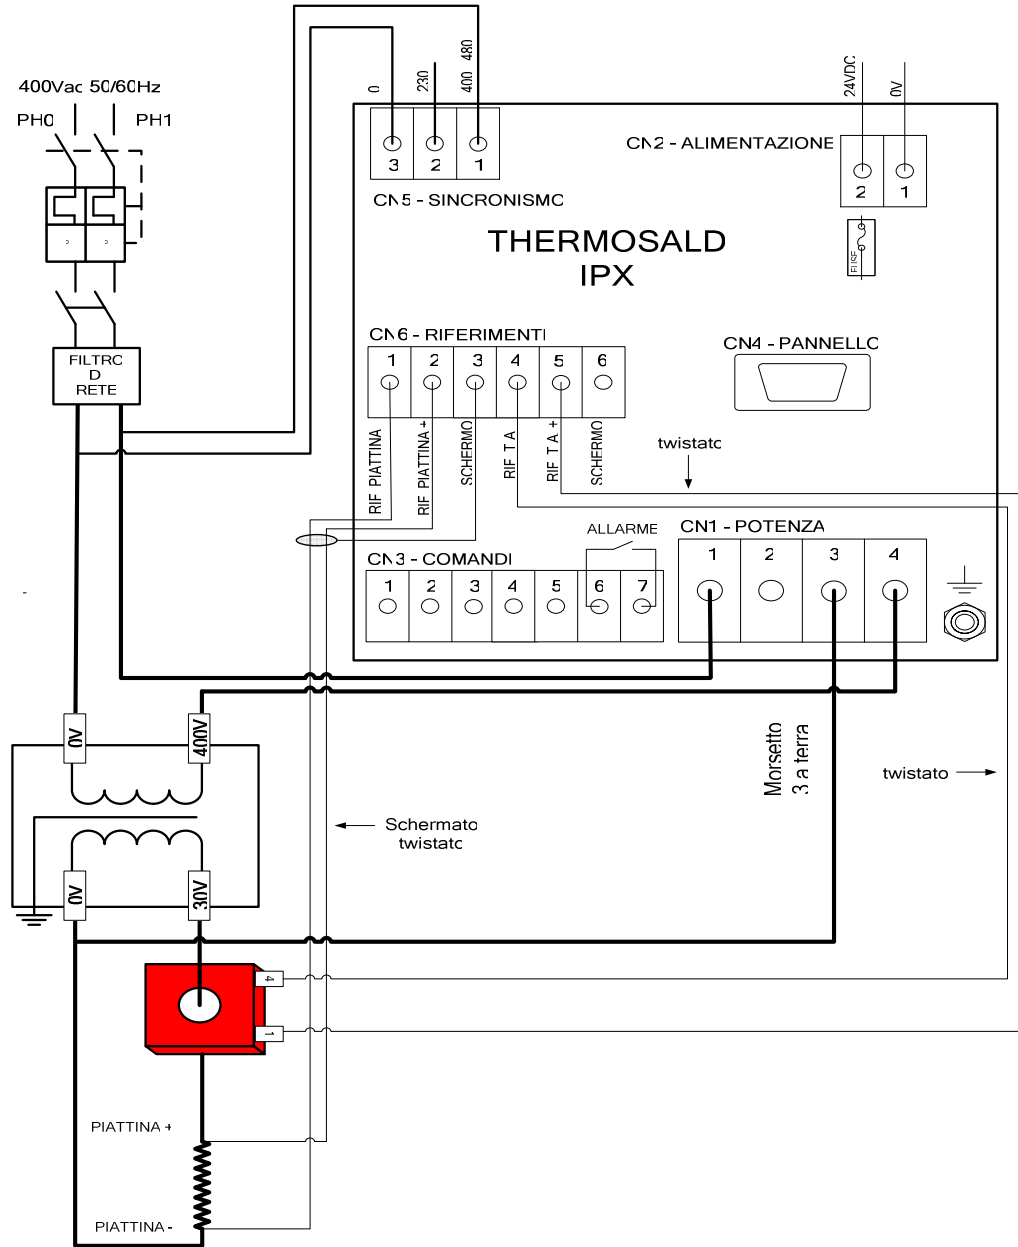 0
230
400 480
24VDC
0V
400Vac 50/60Hz
PH0
PH1
3
2
1
CN5 - SINCRONISMO
CN2 - ALIMENTAZIONE
2
1
FUSE
THERMOSALD
IPX
FILTRO
D
RETE
CN6 - RIFERIMENTI
1
2
3
4
5
6
CN4 - PANNELLO
RIF PIATTINA
RIF PIATTINA +
SCHERMO
RIF T A
RIF T A +
SCHERMO
twistato
ALLARME
CN1 - POTENZA
1
2
3
4
CN3 - COMANDI
1
2
3
4
5
6
7
0V
400V
Morsetto
3 a terra
twistato
Schermato
twistato
0V
30V
4
1
PIATTINA +
PIATTINA -